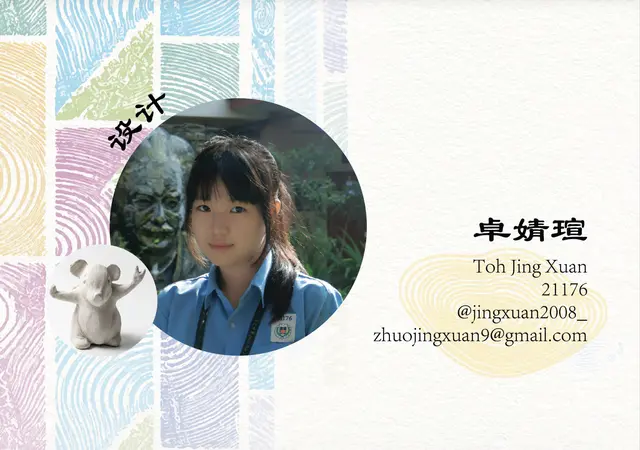 设计
卓婧瑄
Toh Jing Xuan
21176
@jingxuan2008_
zhuojingxuan9@gmail.com